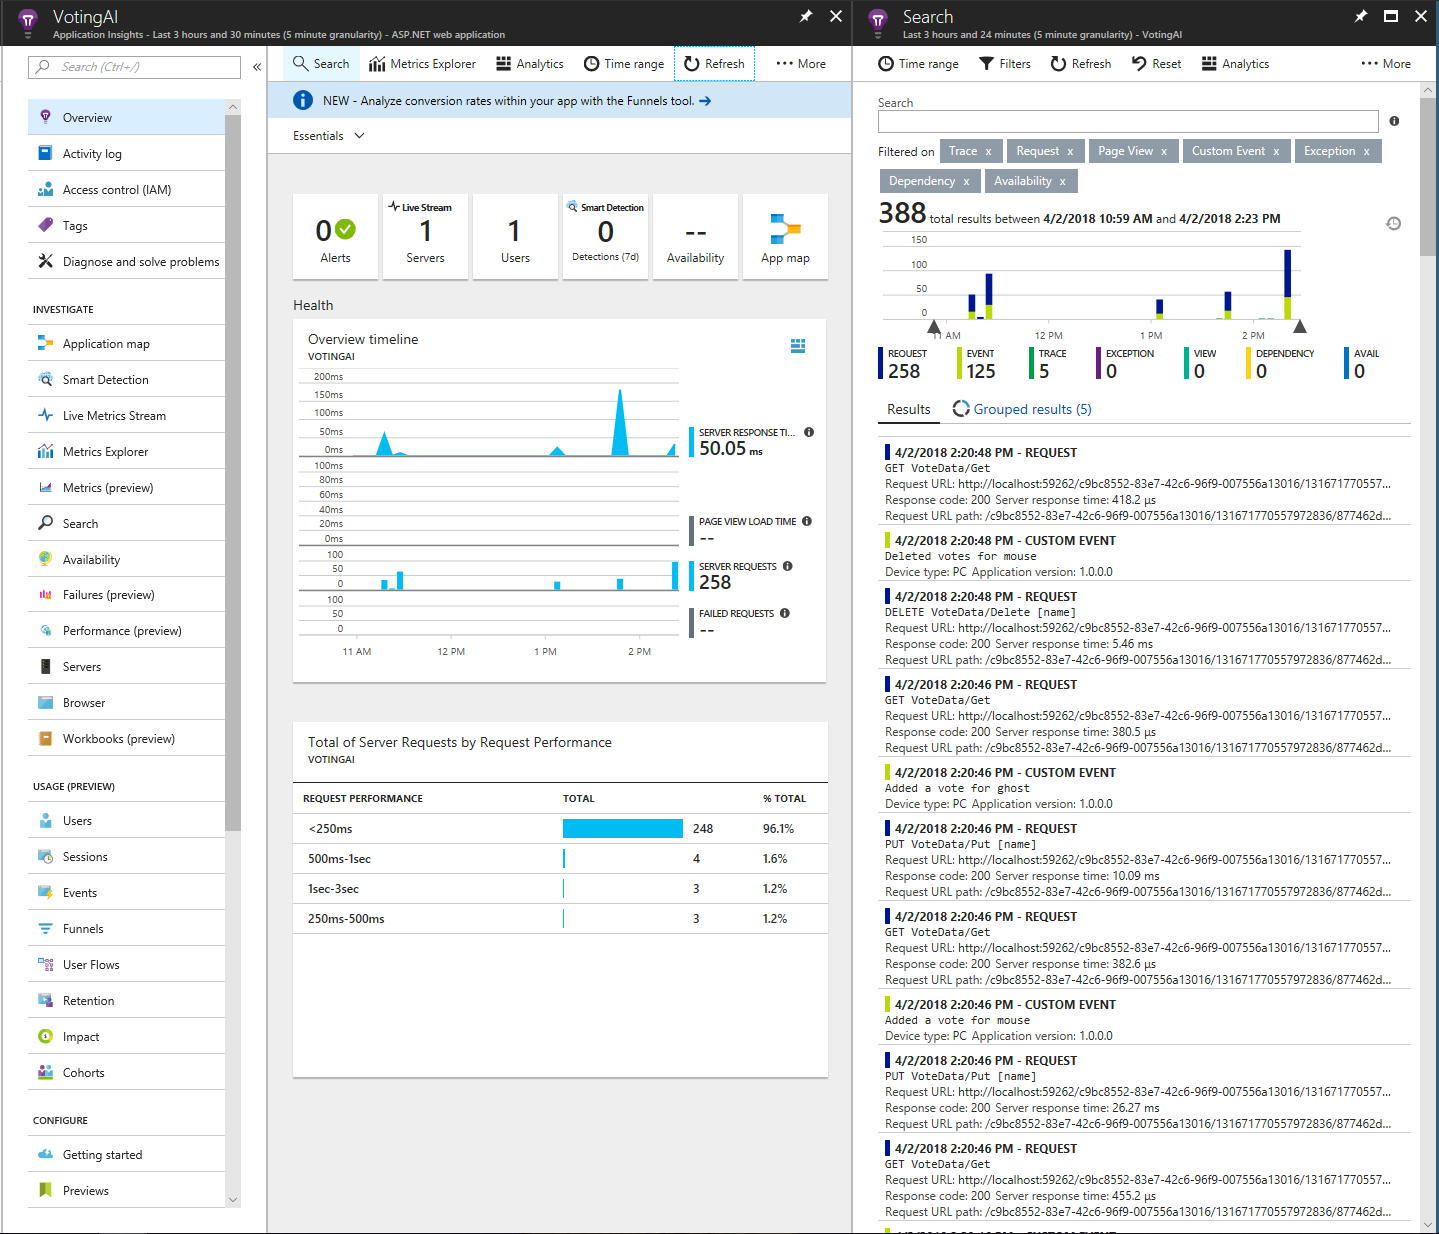 VotingAI
Application Insights - Last 3 hours and 30 minutes (5 minute granularity) - ASP.NET web application
Search (Ctrl+/)
«
Overview
Activity log
Access control (IAM)
Tags
Diagnose and solve problems
INVESTIGATE
Application map
Smart Detection
Live Metrics Stream
Metrics Explorer
Metrics (preview)
Search
Availability
Failures (preview)
Performance (preview)
Servers
Browser
Workbooks (preview)
USAGE (PREVIEW)
Users
Sessions
Events
Funnels
User Flows
Retention
Impact
Cohorts
CONFIGURE
Getting started
Previews
Search Metrics Explorer Analytics Time range Refresh ··· More
NEW - Analyze conversion rates within your app with the Funnels tool. →
Essentials
0
Alerts
Live Stream
1
Servers
1
Users
Smart Detection
0
Detections (7d)
--
Availability
App map
Health
Overview timeline
VOTINGAI
200ms
150ms
100ms
50ms
0ms
SERVER RESPONSE TI...
50.05 ms
100ms
80ms
60ms
40ms
20ms
0ms
PAGE VIEW LOAD TIME
--
100
50
0
SERVER REQUESTS
258
100
50
0
FAILED REQUESTS
--
11 AM 12 PM 1 PM 2 PM
Total of Server Requests by Request Performance
VOTINGAI
REQUEST PERFORMANCE TOTAL % TOTAL
<250ms 248 96.1%
500ms-1sec 4 1.6%
1sec-3sec 3 1.2%
250ms-500ms 3 1.2%
Search
Last 3 hours and 24 minutes (5 minute granularity) - VotingAI
Time range Filters Refresh Reset Analytics ··· More
Search
Filtered on Trace x Request x Page View x Custom Event x Exception x
Dependency x Availability x
388 total results between 4/2/2018 10:59 AM and 4/2/2018 2:23 PM
150
100
50
0
11 AM 12 PM 1 PM 2 PM
REQUEST EVENT TRACE EXCEPTION VIEW DEPENDENCY AVAIL
258 125 5 0 0 0 0
Results Grouped results (5)
4/2/2018 2:20:48 PM - REQUEST
GET VoteData/Get
Request URL: http://localhost:59262/c9bc8552-83e7-42c6-96f9-007556a13016/131671770557...
Response code: 200 Server response time: 418.2 µs
Request URL path: /c9bc8552-83e7-42c6-96f9-007556a13016/131671770557972836/877462d...
4/2/2018 2:20:48 PM - CUSTOM EVENT
Deleted votes for mouse
Device type: PC Application version: 1.0.0.0
4/2/2018 2:20:48 PM - REQUEST
DELETE VoteData/Delete [name]
Request URL: http://localhost:59262/c9bc8552-83e7-42c6-96f9-007556a13016/131671770557...
Response code: 200 Server response time: 5.46 ms
Request URL path: /c9bc8552-83e7-42c6-96f9-007556a13016/131671770557972836/877462d...
4/2/2018 2:20:46 PM - REQUEST
GET VoteData/Get
Request URL: http://localhost:59262/c9bc8552-83e7-42c6-96f9-007556a13016/131671770557...
Response code: 200 Server response time: 380.5 µs
Request URL path: /c9bc8552-83e7-42c6-96f9-007556a13016/131671770557972836/877462d...
4/2/2018 2:20:46 PM - CUSTOM EVENT
Added a vote for ghost
Device type: PC Application version: 1.0.0.0
4/2/2018 2:20:46 PM - REQUEST
PUT VoteData/Put [name]
Request URL: http://localhost:59262/c9bc8552-83e7-42c6-96f9-007556a13016/131671770557...
Response code: 200 Server response time: 10.09 ms
Request URL path: /c9bc8552-83e7-42c6-96f9-007556a13016/131671770557972836/877462d...
4/2/2018 2:20:46 PM - REQUEST
GET VoteData/Get
Request URL: http://localhost:59262/c9bc8552-83e7-42c6-96f9-007556a13016/131671770557...
Response code: 200 Server response time: 382.6 µs
Request URL path: /c9bc8552-83e7-42c6-96f9-007556a13016/131671770557972836/877462d...
4/2/2018 2:20:46 PM - CUSTOM EVENT
Added a vote for mouse
Device type: PC Application version: 1.0.0.0
4/2/2018 2:20:46 PM - REQUEST
PUT VoteData/Put [name]
Request URL: http://localhost:59262/c9bc8552-83e7-42c6-96f9-007556a13016/131671770557...
Response code: 200 Server response time: 26.27 ms
Request URL path: /c9bc8552-83e7-42c6-96f9-007556a13016/131671770557972836/877462d...
4/2/2018 2:20:46 PM - REQUEST
GET VoteData/Get
Request URL: http://localhost:59262/c9bc8552-83e7-42c6-96f9-007556a13016/131671770557...
Response code: 200 Server response time: 455.2 µs
Request URL path: /c9bc8552-83e7-42c6-96f9-007556a13016/131671770557972836/877462d...